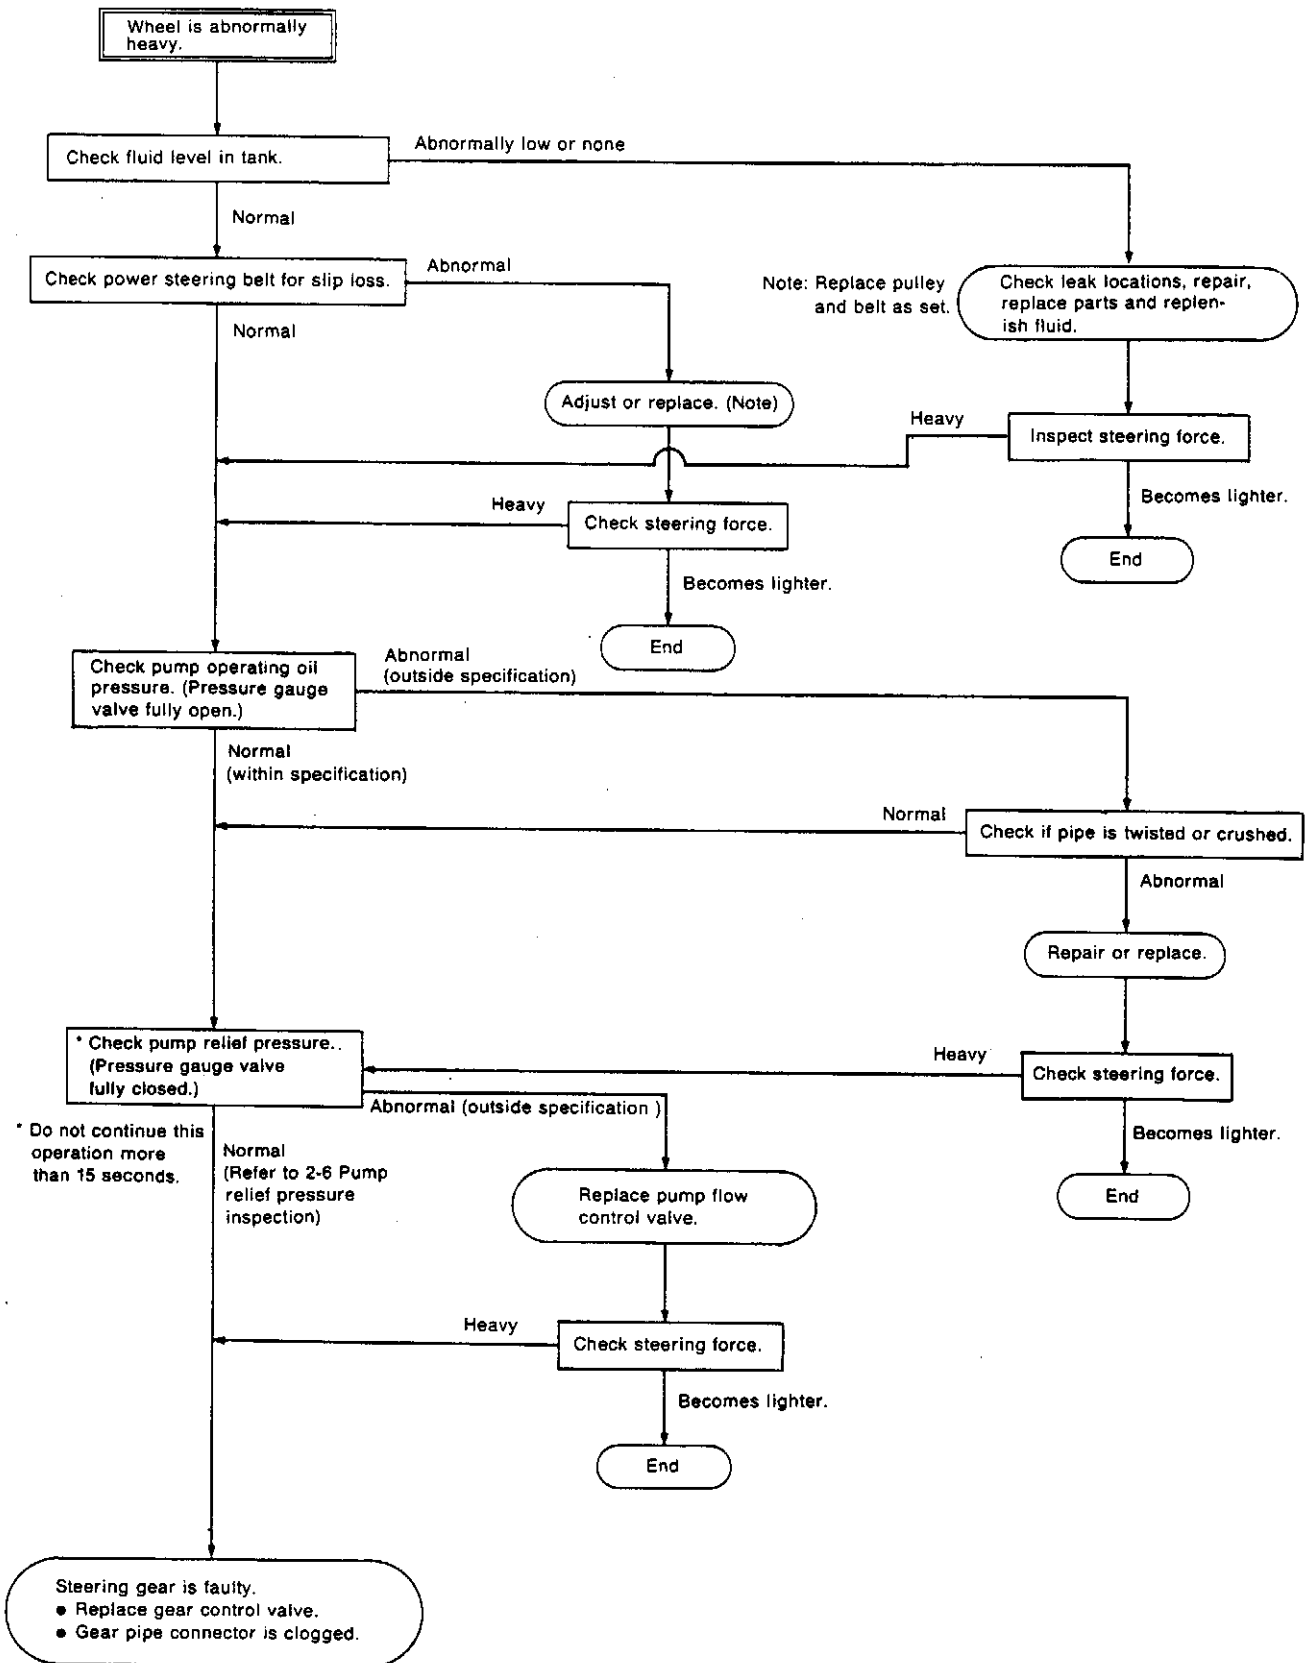 Wheel is abnormally
heavy.
Check fluid level in tank.
Abnormally low or none
Normal
Check power steering belt for slip loss.
Abnormal
Normal
Note: Replace pulley
and belt as set.
Check leak locations, repair,
replace parts and replen-
ish fluid.
Adjust or replace. (Note)
Heavy
Inspect steering force.
Becomes lighter.
End
Heavy
Check steering force.
Becomes lighter.
End
Check pump operating oil
pressure. (Pressure gauge
valve fully open.)
Abnormal
(outside specification)
Normal
(within specification)
Normal
Check if pipe is twisted or crushed.
Abnormal
Repair or replace.
Heavy
Check steering force.
Becomes lighter.
End
* Check pump relief pressure..
(Pressure gauge valve
fully closed.)
Abnormal (outside specification )
* Do not continue this
operation more
than 15 seconds.
Normal
(Refer to 2-6 Pump
relief pressure
inspection)
Replace pump flow
control valve.
Heavy
Check steering force.
Becomes lighter.
End
Steering gear is faulty.
● Replace gear control valve.
● Gear pipe connector is clogged.